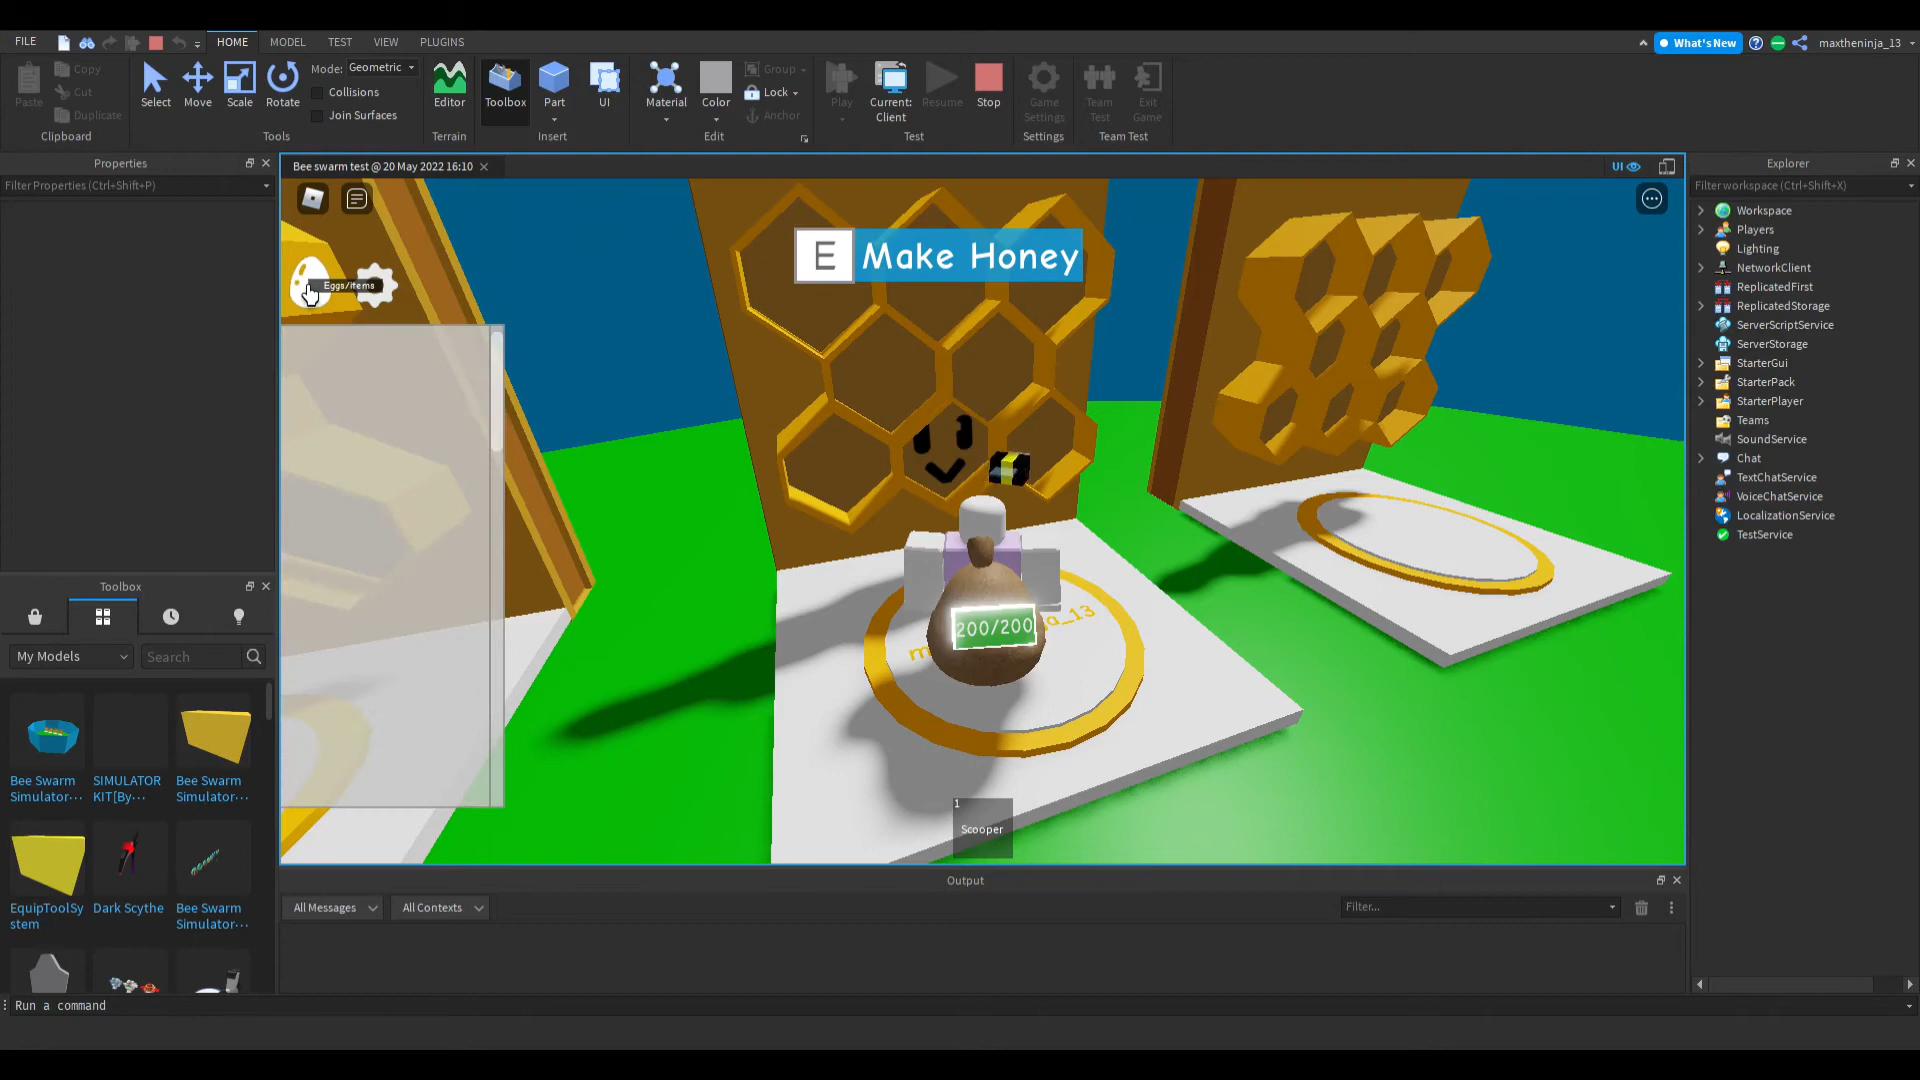 FILE
HOME
MODEL
TEST
VIEW
PLUGINS
What's New
maxtheninja_13
Paste
Copy
Cut
Duplicate
Clipboard
Select
Move
Scale
Rotate
Mode: Geometric
Collisions
Join Surfaces
Tools
Editor
Terrain
Toolbox
Part
UI
Insert
Material
Color
Group
Lock
Anchor
Edit
Play
Current:
Client
Resume
Stop
Test
Game
Settings
Settings
Team
Test
Exit
Game
Team Test
Properties
Filter Properties (Ctrl+Shift+P)
Bee swarm test @ 20 May 2022 16:10
UI
Explorer
Filter workspace (Ctrl+Shift+X)
Workspace
Players
Lighting
NetworkClient
ReplicatedFirst
ReplicatedStorage
ServerScriptService
ServerStorage
StarterGui
StarterPack
StarterPlayer
Teams
SoundService
Chat
TextChatService
VoiceChatService
LocalizationService
TestService
E Make Honey
Eggs/Items
200/200
1
Scooper
Toolbox
My Models
Search
Bee Swarm
Simulator...
SIMULATOR
KIT[By...
Bee Swarm
Simulator...
EquipToolSy
stem
Dark Scythe
Bee Swarm
Simulator...
Output
All Messages
All Contexts
Filter...
Run a command